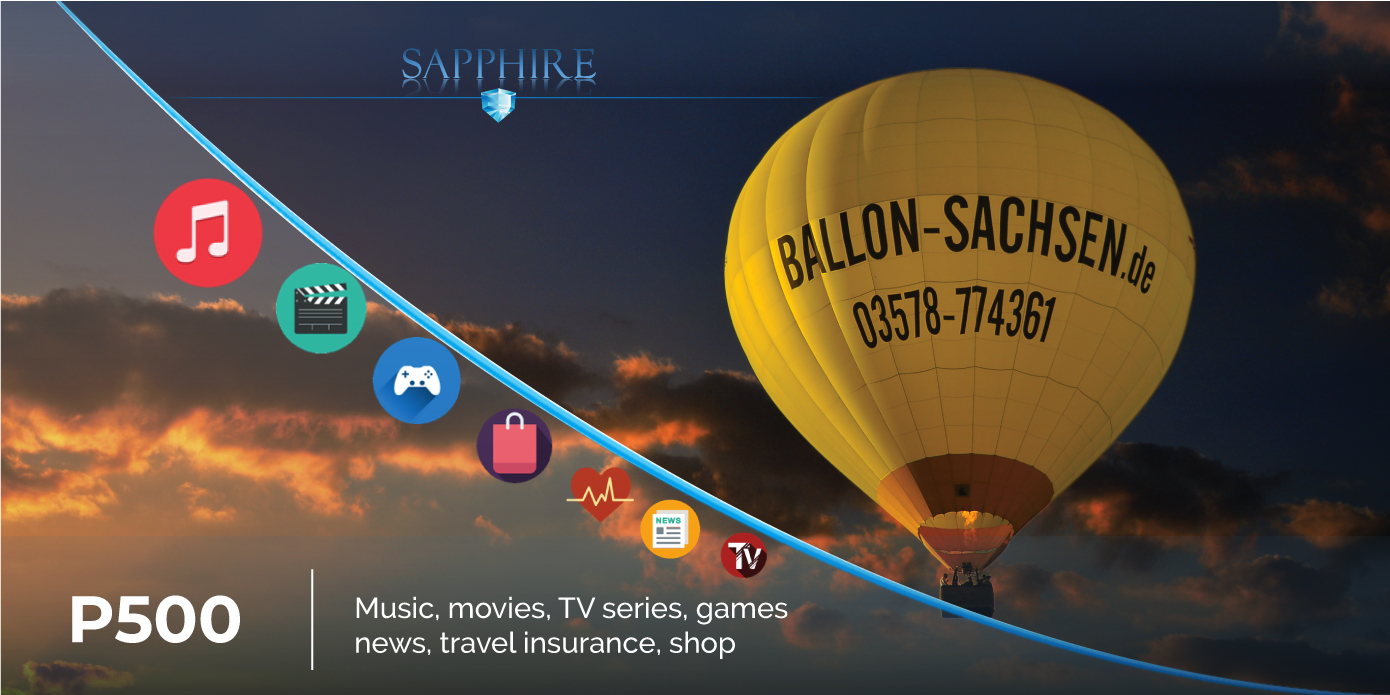 SAPPHIRE
BALLON-SACHSEN.de
03578-774361
NEWS
TV
P500
Music, movies, TV series, games
news, travel insurance, shop